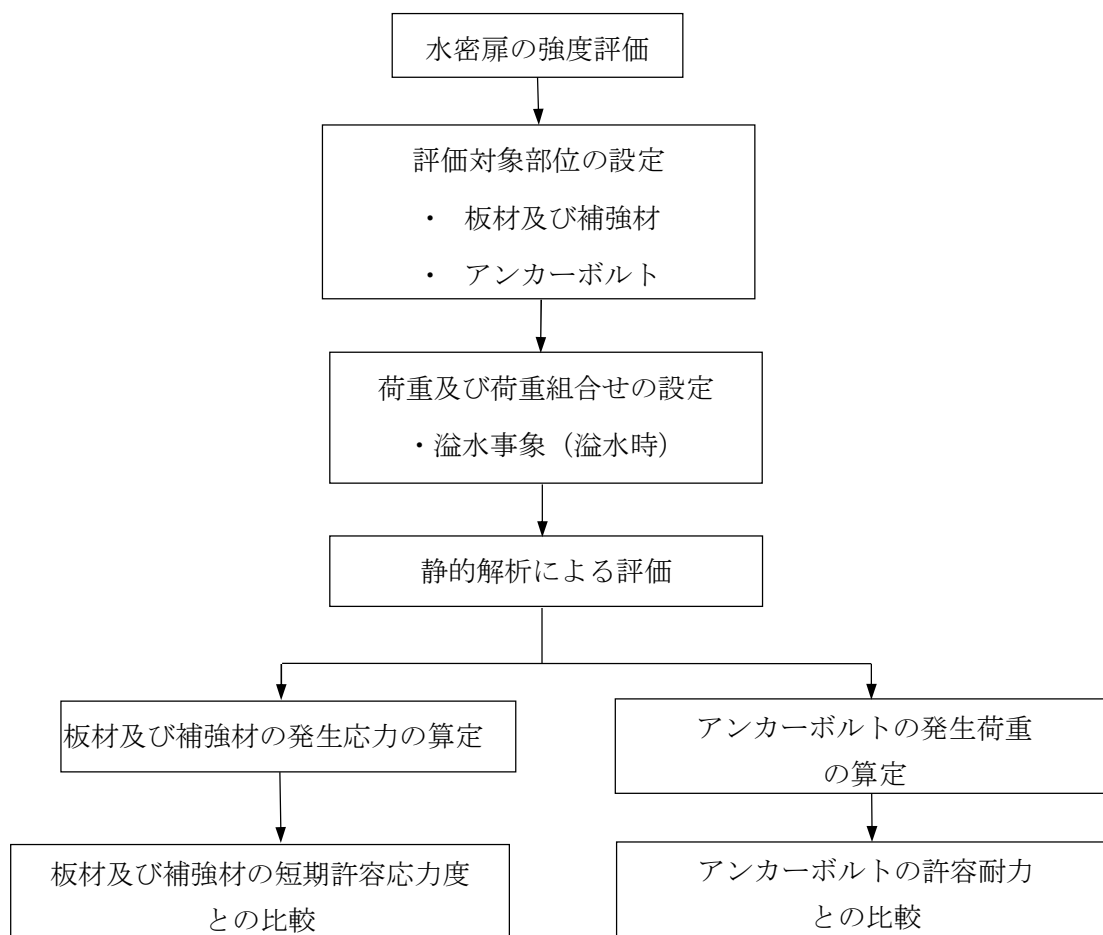 水密扉の強度評価
評価対象部位の設定
・ 板材及び補強材
・ アンカーボルト
荷重及び荷重組合せの設定
・溢水事象（溢水時）
静的解析による評価
板材及び補強材の発生応力の算定
アンカーボルトの発生荷重
の算定
板材及び補強材の短期許容応力度
との比較
アンカーボルトの許容耐力
との比較